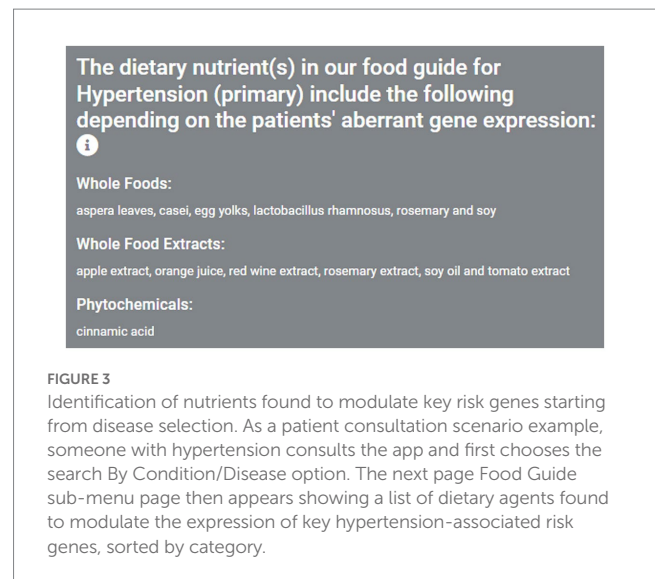 The dietary nutrient(s) in our food guide for
Hypertension (primary) include the following
depending on the patients' aberrant gene expression:
i
Whole Foods:
aspera leaves, casei, egg yolks, lactobacillus rhamnosus, rosemary and soy
Whole Food Extracts:
apple extract, orange juice, red wine extract, rosemary extract, soy oil and tomato extract
Phytochemicals:
cinnamic acid
FIGURE 3
Identification of nutrients found to modulate key risk genes starting
from disease selection. As a patient consultation scenario example,
someone with hypertension consults the app and first chooses the
search By Condition/Disease option. The next page Food Guide
sub-menu page then appears showing a list of dietary agents found
to modulate the expression of key hypertension-associated risk
genes, sorted by category.